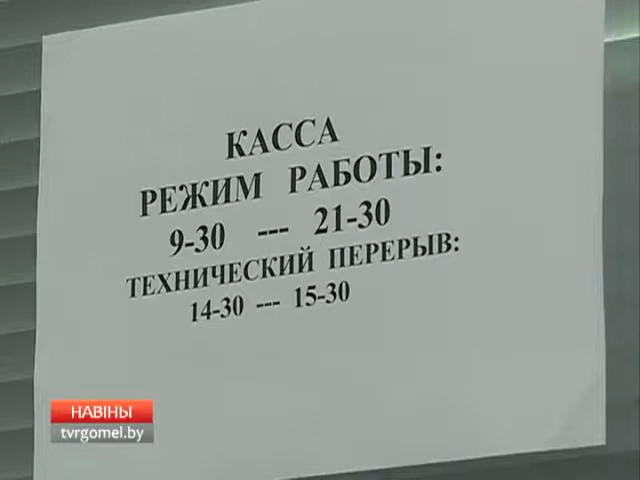 КАССА
РЕЖИМ РАБОТЫ:
9-30 --- 21-30
ТЕХНИЧЕСКИЙ ПЕРЕРЫВ:
14-30 --- 15-30
НАВІНЫ
tvrgomel.by